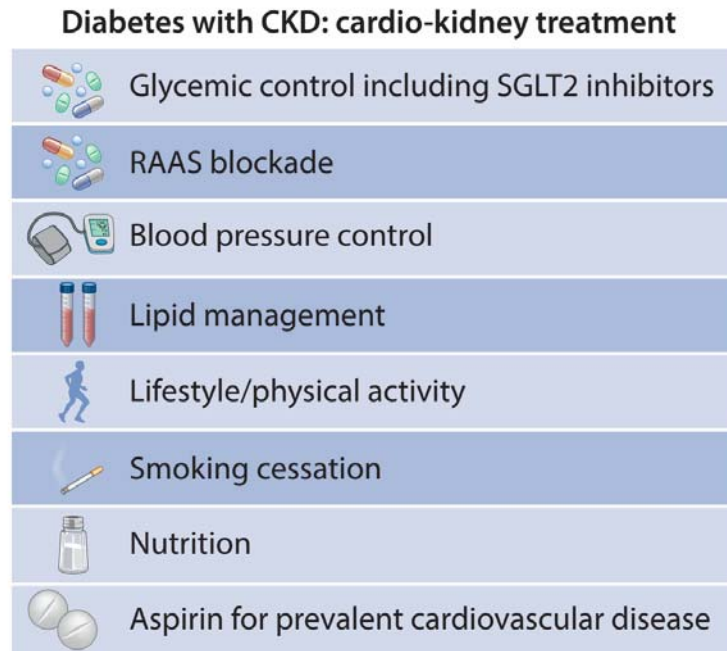 Diabetes with CKD: cardio-kidney treatment
Glycemic control including SGLT2 inhibitors
RAAS blockade
Blood pressure control
Lipid management
Lifestyle/physical activity
Smoking cessation
Nutrition
Aspirin for prevalent cardiovascular disease